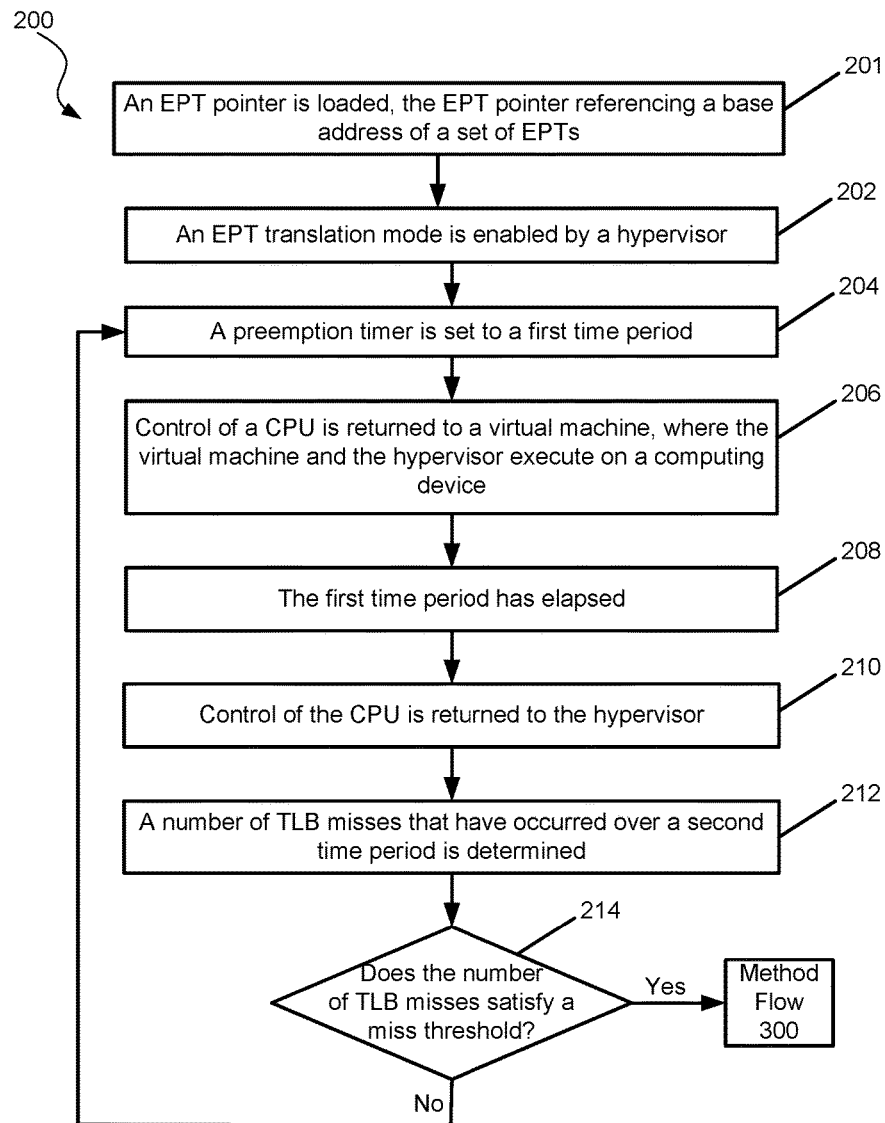 200
201
An EPT pointer is loaded, the EPT pointer referencing a base
address of a set of EPTs
202
An EPT translation mode is enabled by a hypervisor
204
A preemption timer is set to a first time period
206
Control of a CPU is returned to a virtual machine, where the
virtual machine and the hypervisor execute on a computing
device
208
The first time period has elapsed
210
Control of the CPU is returned to the hypervisor
212
A number of TLB misses that have occurred over a second
time period is determined
214
Does the number
of TLB misses satisfy a
miss threshold?
Yes
Method
Flow
300
No